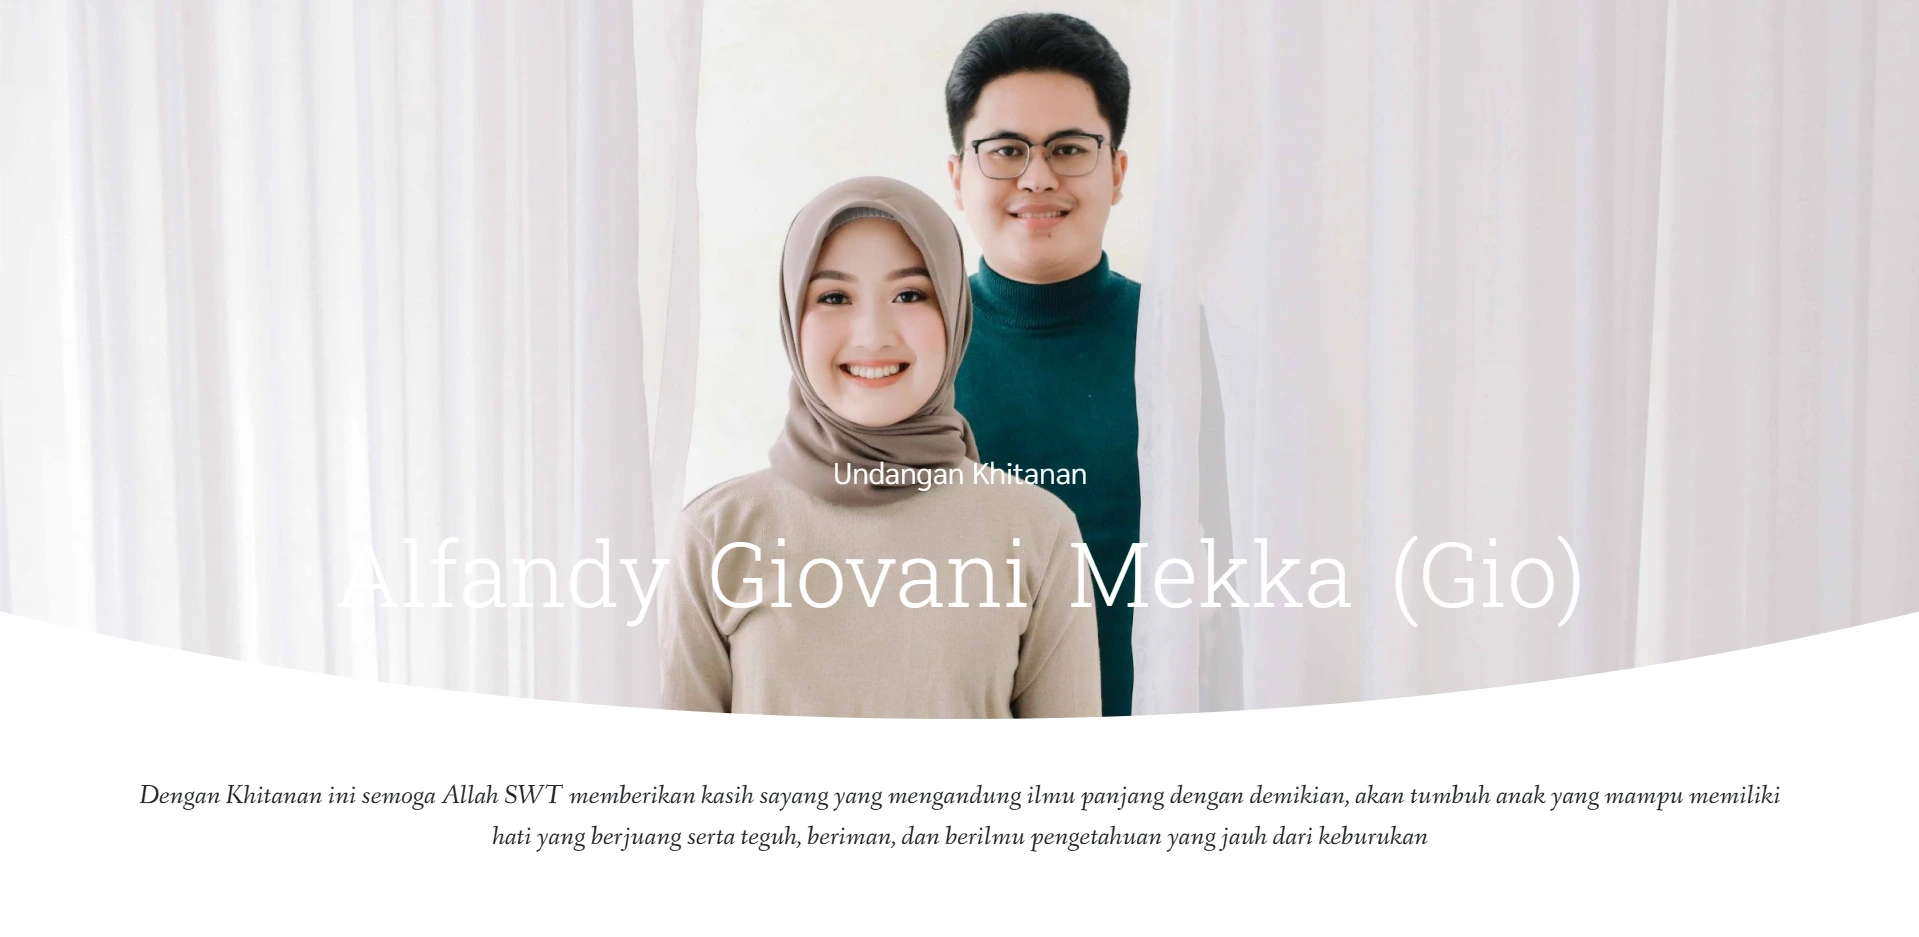 Undangan Khitanan
Alfandy Giovani Mekka (Gio)
Dengan Khitanan ini semoga Allah SWT memberikan kasih sayang yang mengandung ilmu panjang dengan demikian, akan tumbuh anak yang mampu memiliki
hati yang berjuang serta teguh, beriman, dan berilmu pengetahuan yang jauh dari keburukan